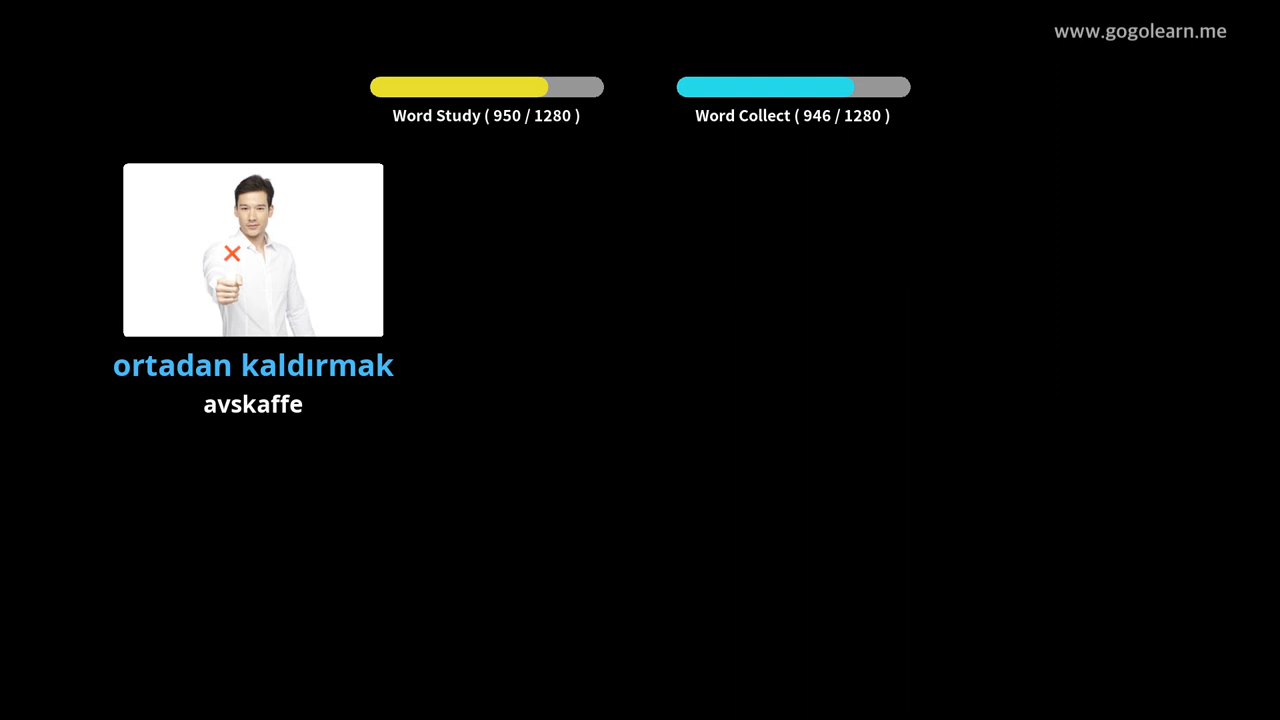 www.gogolearn.me
Word Study ( 950 / 1280 )
Word Collect ( 946 / 1280 )
ortadan kaldırmak
avskaffe